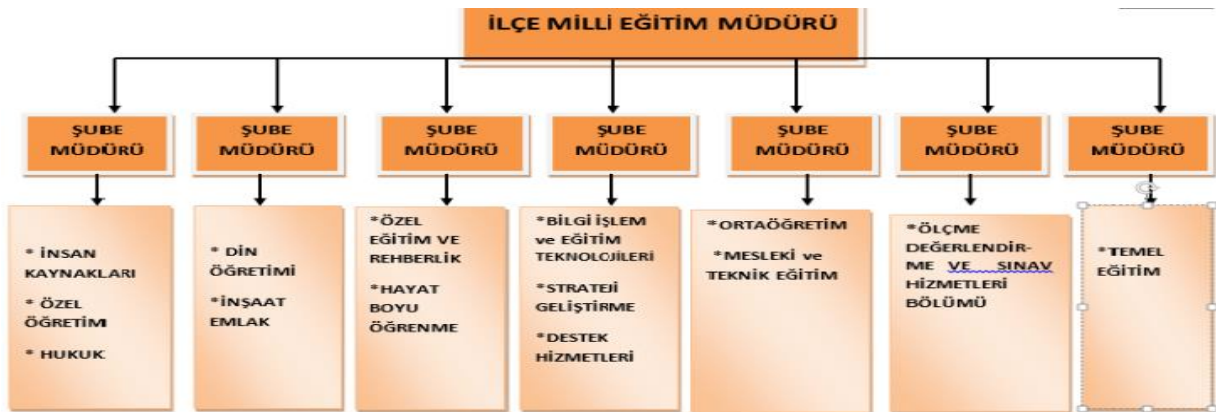 İLÇE MİLLİ EĞİTİM MÜDÜRÜ
ŞUBE
MÜDÜRÜ
ŞUBE
MÜDÜRÜ
ŞUBE
MÜDÜRÜ
ŞUBE
MÜDÜRÜ
ŞUBE
MÜDÜRÜ
ŞUBE
MÜDÜRÜ
ŞUBE
MÜDÜRÜ
* İNSAN
KAYNAKLARI
* ÖZEL
ÖĞRETİM
* HUKUK
* DİN
ÖĞRETİMİ
*İNŞAAT
EMLAK
*ÖZEL
EĞİTİM VE
REHBERLİK
*HAYAT
BOYU
ÖĞRENME
*BİLGİ İŞLEM
ve EĞİTİM
TEKNOLOJİLERİ
*STRATEJİ
GELİŞTİRME
*DESTEK
HİZMETLERİ
*ORTAÖĞRETİM
*MESLEKİ ve
TEKNİK EĞİTİM
*ÖLÇME
DEĞERLENDİR-
ME VE SINAV
HİZMETLERİ
BÖLÜMÜ
*TEMEL
EĞİTİM